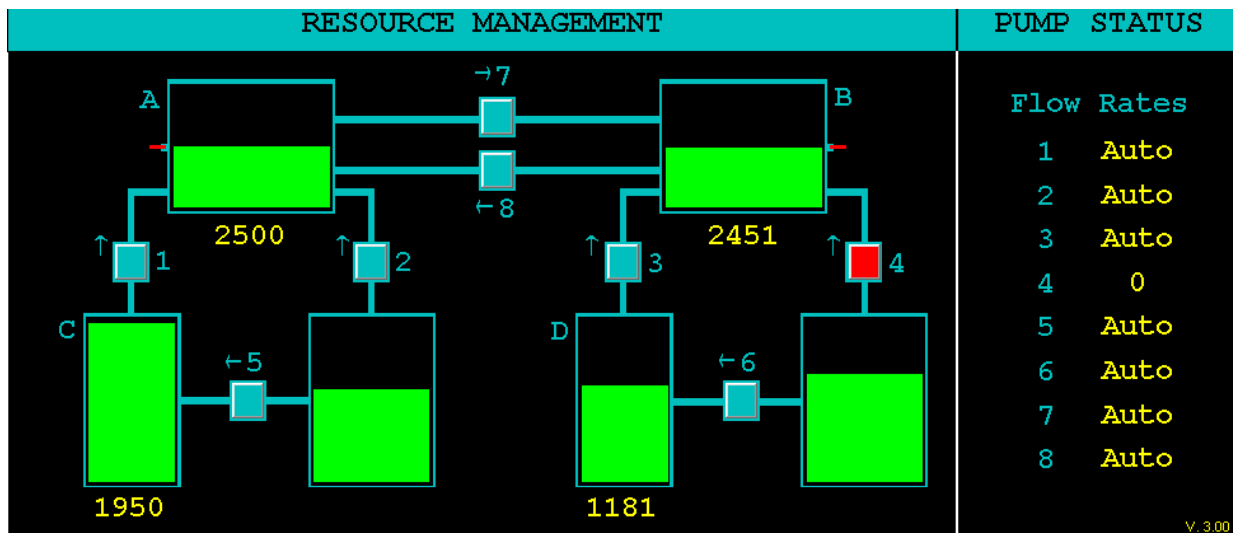 RESOURCE MANAGEMENT
PUMP STATUS
A
→7
B
←8
2500
2451
↑ 1
↑ 2
↑ 3
↑ 4
C
←5
D
←6
1950
1181
Flow Rates
1 Auto
2 Auto
3 Auto
4 0
5 Auto
6 Auto
7 Auto
8 Auto
V. 3.00